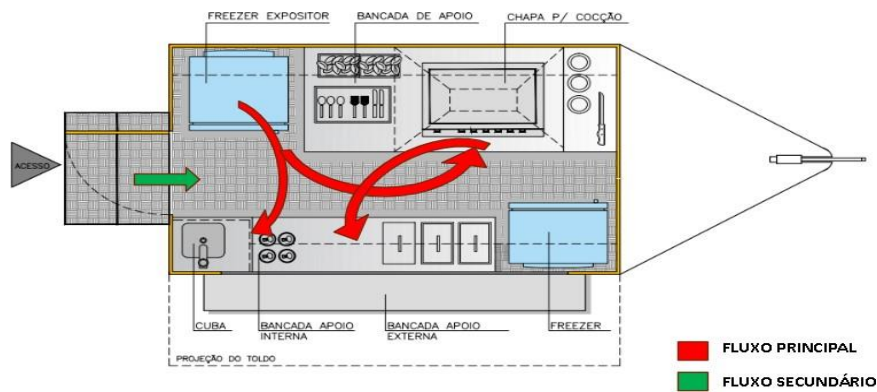 FREEZER EXPOSITOR
BANCADA DE APOIO
CHAPA P/ COCÇÃO
ACESSO
CUBA
BANCADA APOIO
INTERNA
BANCADA APOIO
EXTERNA
FREEZER
PROJEÇÃO DO TOLDO
FLUXO PRINCIPAL
FLUXO SECUNDÁRIO